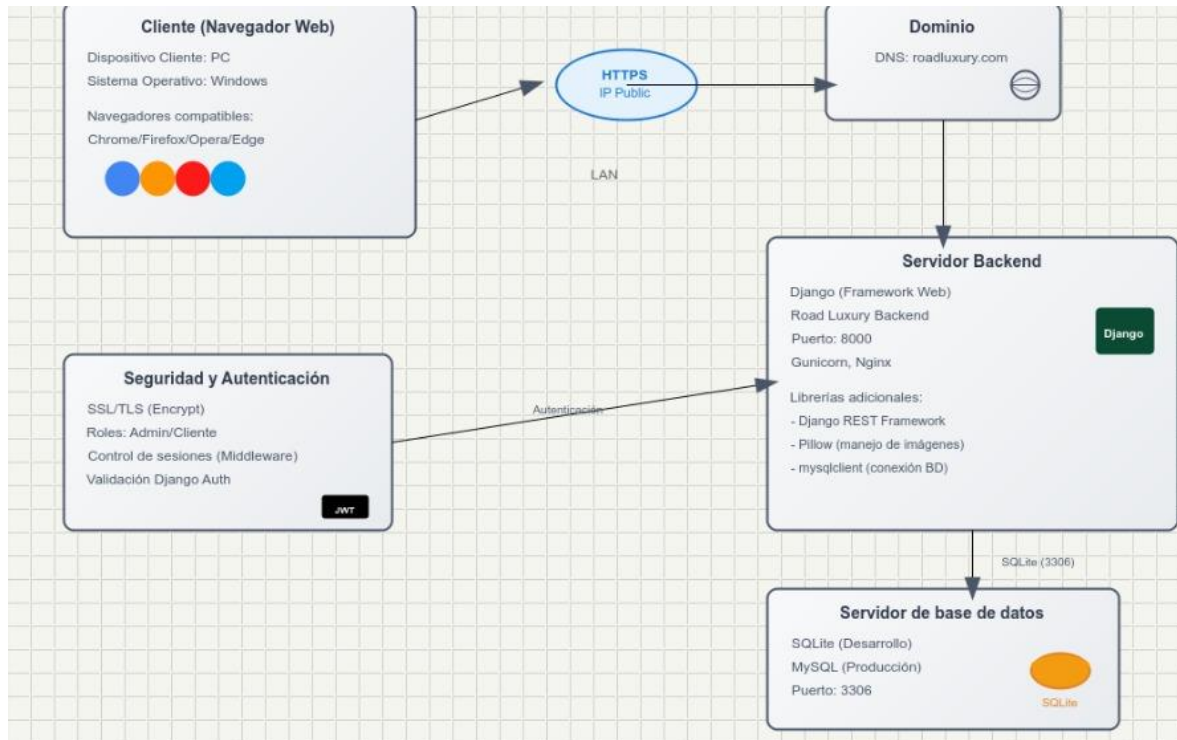 Cliente (Navegador Web)
Dispositivo Cliente: PC
Sistema Operativo: Windows
Navegadores compatibles:
Chrome/Firefox/Opera/Edge
HTTPS
IP Public
LAN
Dominio
DNS: roadluxury.com
Servidor Backend
Django (Framework Web)
Road Luxury Backend
Puerto: 8000
Gunicorn, Nginx
Librerías adicionales:
- Django REST Framework
- Pillow (manejo de imágenes)
- mysqlclient (conexión BD)
Django
Seguridad y Autenticación
SSL/TLS (Encrypt)
Roles: Admin/Cliente
Control de sesiones (Middleware)
Validación Django Auth
JWT
Autenticación
SQLite (3306)
Servidor de base de datos
SQLite (Desarrollo)
MySQL (Producción)
Puerto: 3306
SQLite